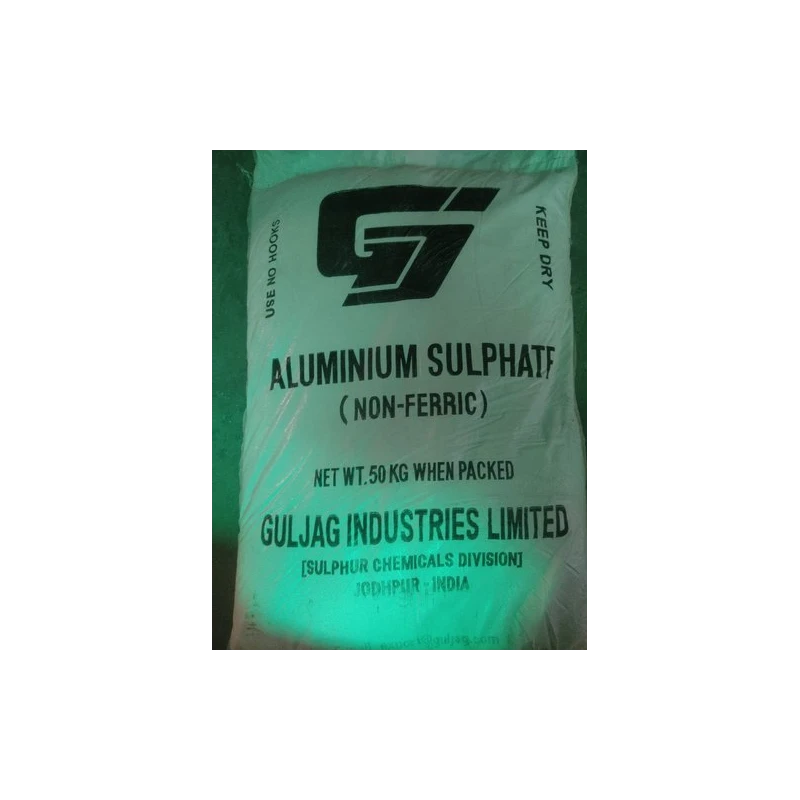 GJ
USE NO HOOKS
KEEP DRY
ALUMINIUM SULPHATE
(NON-FERRIC)
NET WT. 50 KG WHEN PACKED
GULJAG INDUSTRIES LIMITED
[SULPHUR CHEMICALS DIVISION]
JODHPUR - INDIA